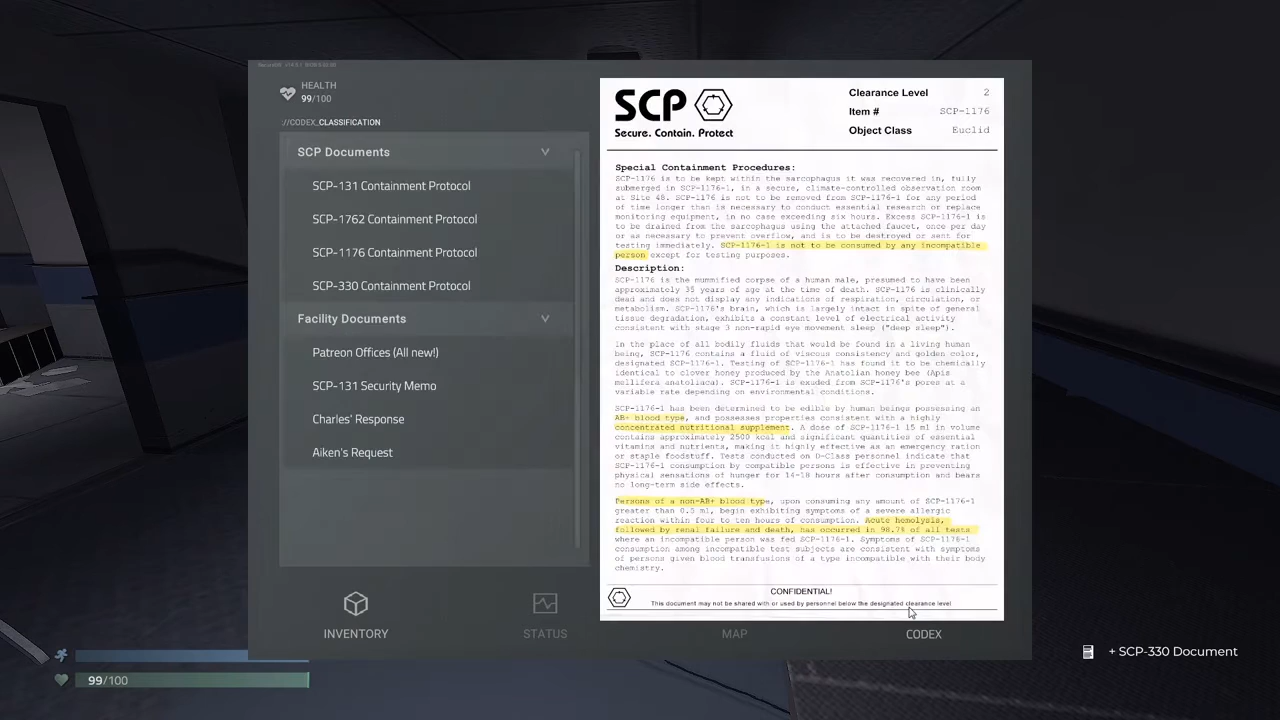 HEALTH
99/100
//CODEX_CLASSIFICATION
SCP Documents
SCP-131 Containment Protocol
SCP-1762 Containment Protocol
SCP-1176 Containment Protocol
SCP-330 Containment Protocol
Facility Documents
Patreon Offices (All new!)
SCP-131 Security Memo
Charles' Response
Aiken's Request
SCP
Secure. Contain. Protect
Clearance Level 2
Item # SCP-1176
Object Class Euclid
Special Containment Procedures:
SCP-1176 is to be kept within the sarcophagus it was recovered in, fully
submerged in SCP-1176-1, in a secure, climate-controlled observation room
at Site 48. SCP-1176 is not to be removed from SCP-1176-1 for any period
of time longer than is necessary to conduct essential research or replace
monitoring equipment, in no case exceeding six hours. Excess SCP-1176-1 is
to be drained from the sarcophagus using the attached faucet, once per day
or as necessary to prevent overflow, and is to be destroyed or sent for
testing immediately. SCP-1176-1 is not to be consumed by any incompatible
person except for testing purposes.
Description:
SCP-1176 is the mummified corpse of a human male, presumed to have been
approximately 35 years of age at the time of death. SCP-1176 is clinically
dead and does not display any indications of respiration, circulation, or
metabolism. SCP-1176's brain, which is largely intact in spite of general
tissue degradation, exhibits a constant level of electrical activity
consistent with stage 3 non-rapid eye movement sleep ("deep sleep").
In the place of all bodily fluids that would be found in a living human
being, SCP-1176 contains a fluid of viscous consistency and golden color,
designated SCP-1176-1. Testing of SCP-1176-1 has found it to be chemically
identical to clover honey produced by the Anatolian honey bee (Apis
mellifera anatoliaca). SCP-1176-1 is exuded from SCP-1176's pores at a
variable rate depending on environmental conditions.
SCP-1176-1 has been determined to be edible by human beings possessing an
AB+ blood type, and possesses properties consistent with a highly
concentrated nutritional supplement. A dose of SCP-1176-1 15 ml in volume
contains approximately 2500 kcal and significant quantities of essential
vitamins and nutrients, making it highly effective as an emergency ration
or staple foodstuff. Tests conducted on D-Class personnel indicate that
SCP-1176-1 consumption by compatible persons is effective in preventing
physical sensations of hunger for 14-18 hours after consumption and bears
no long-term side effects.
Persons of a non-AB+ blood type, upon consuming any amount of SCP-1176-1
greater than 0.5 ml, begin exhibiting symptoms of a severe allergic
reaction within four to ten hours of consumption. Acute hemolysis,
followed by renal failure and death, has occurred in 98.7% of all tests
where an incompatible person was fed SCP-1176-1. Symptoms of SCP-1176-1
consumption among incompatible test subjects are consistent with symptoms
of persons given blood transfusions of a type incompatible with their body
chemistry.
CONFIDENTIAL!
This document may not be shared with or used by personnel below the designated clearance level
INVENTORY
STATUS
MAP
CODEX
99/100
+ SCP-330 Document